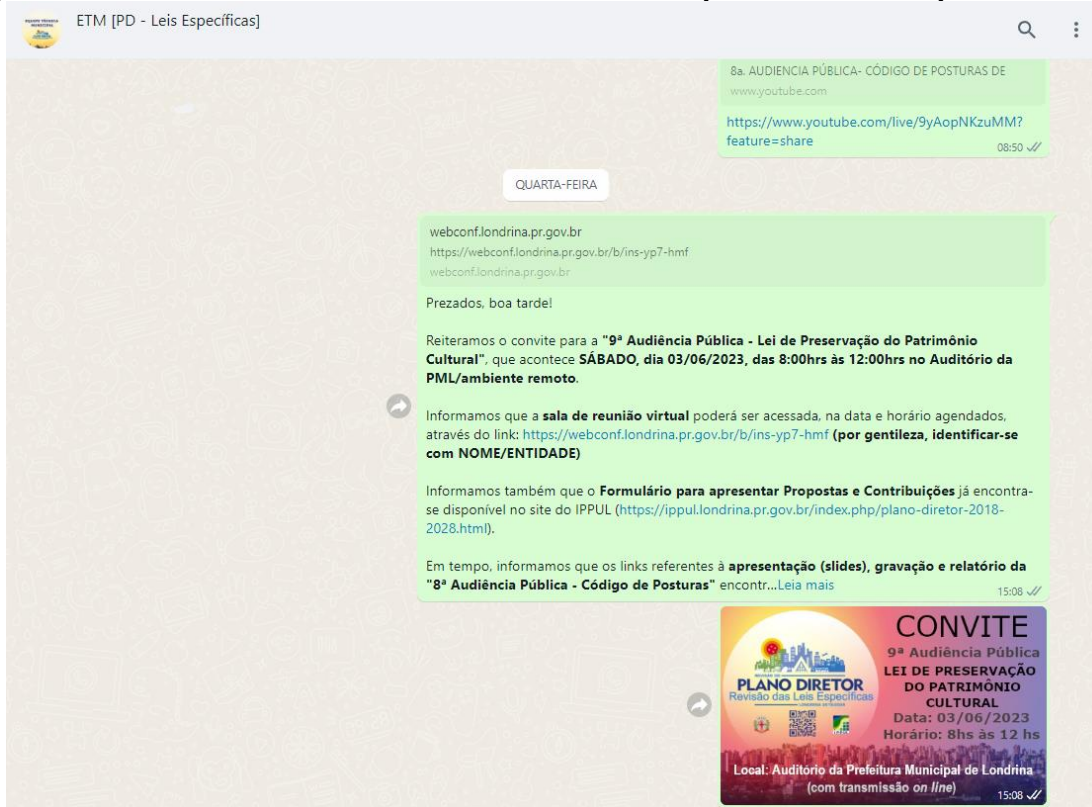 ETM [PD - Leis Específicas]
8a. AUDIENCIA PÚBLICA- CÓDIGO DE POSTURAS DE
www.youtube.com
https://www.youtube.com/live/9yAopNKzuMM?
feature=share
08:50
QUARTA-FEIRA
webconf.londrina.pr.gov.br
https://webconf.londrina.pr.gov.br/b/ins-yp7-hmf
webconf.londrina.pr.gov.br
Prezados, boa tarde!
Reiteramos o convite para a "9ª Audiência Pública - Lei de Preservação do Patrimônio
Cultural", que acontece SÁBADO, dia 03/06/2023, das 8:00hrs às 12:00hrs no Auditório da
PML/ambiente remoto.
Informamos que a sala de reunião virtual poderá ser acessada, na data e horário agendados,
através do link: https://webconf.londrina.pr.gov.br/b/ins-yp7-hmf (por gentileza, identificar-se
com NOME/ENTIDADE)
Informamos também que o Formulário para apresentar Propostas e Contribuições já encontra-
se disponível no site do IPPUL (https://ippul.londrina.pr.gov.br/index.php/plano-diretor-2018-
2028.html).
Em tempo, informamos que os links referentes à apresentação (slides), gravação e relatório da
"8ª Audiência Pública - Código de Posturas" encontr...Leia mais
15:08
CONVITE
9ª Audiência Pública
LEI DE PRESERVAÇÃO
DO PATRIMÔNIO
CULTURAL
Data: 03/06/2023
Horário: 8hs às 12 hs
PLANO DIRETOR
Revisão das Leis Específicas
Local: Auditório da Prefeitura Municipal de Londrina
(com transmissão on line)
15:08